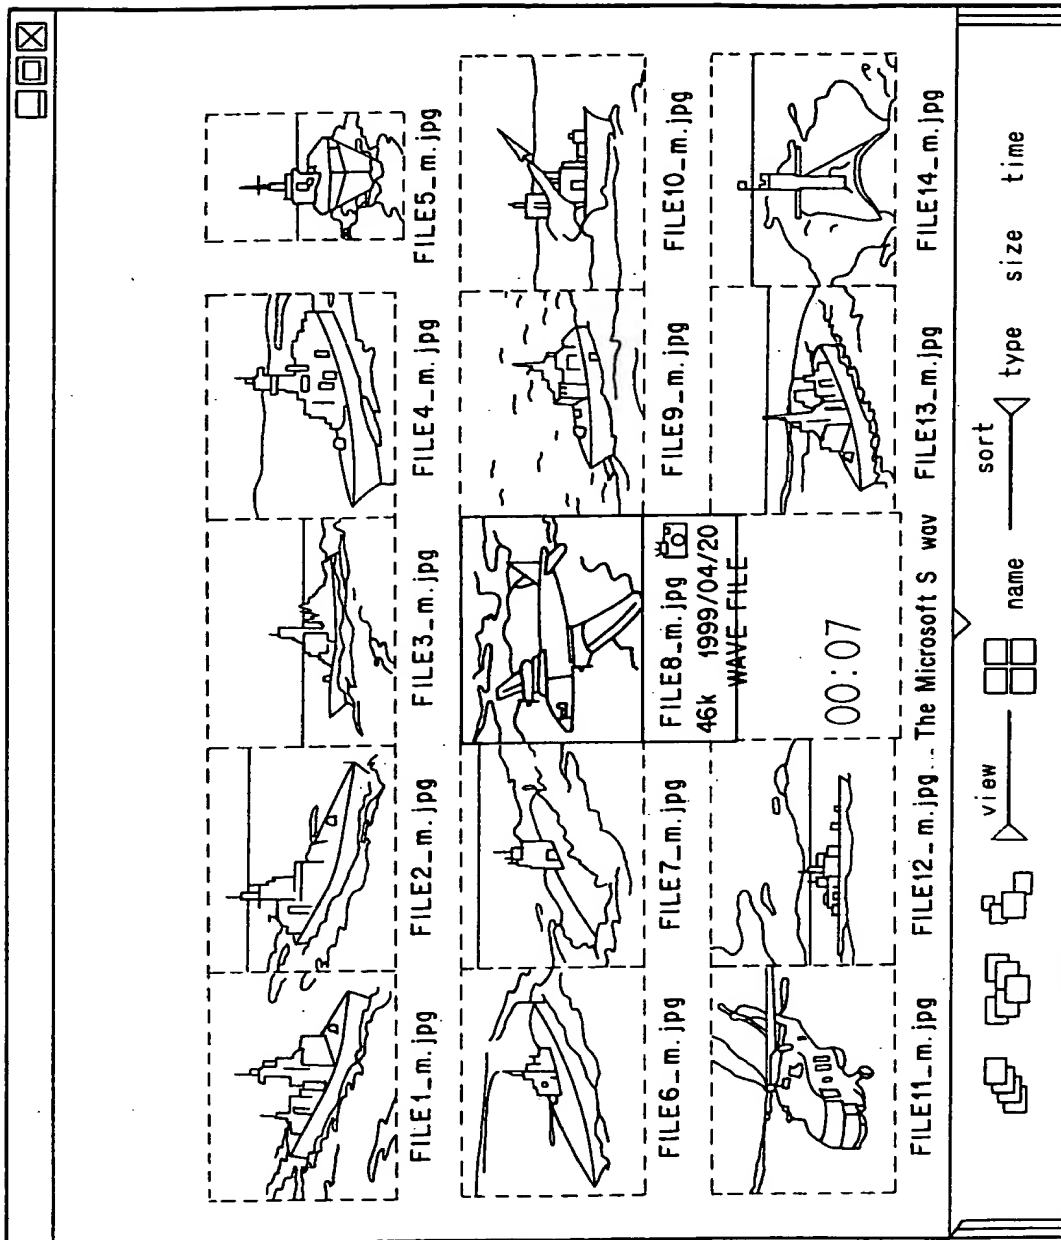 FILE1_m.jpg FILE2_m.jpg FILE3_m.jpg FILE4_m.jpg FILE5_m.jpg
FILE6_m.jpg FILE7_m.jpg FILE8_m.jpg FILE9_m.jpg FILE10_m.jpg
46k 1999/04/20
WAVE FILE
00:07
FILE11_m.jpg FILE12_m.jpg... The Microsoft S wav FILE13_m.jpg FILE14_m.jpg
view sort
name type size time